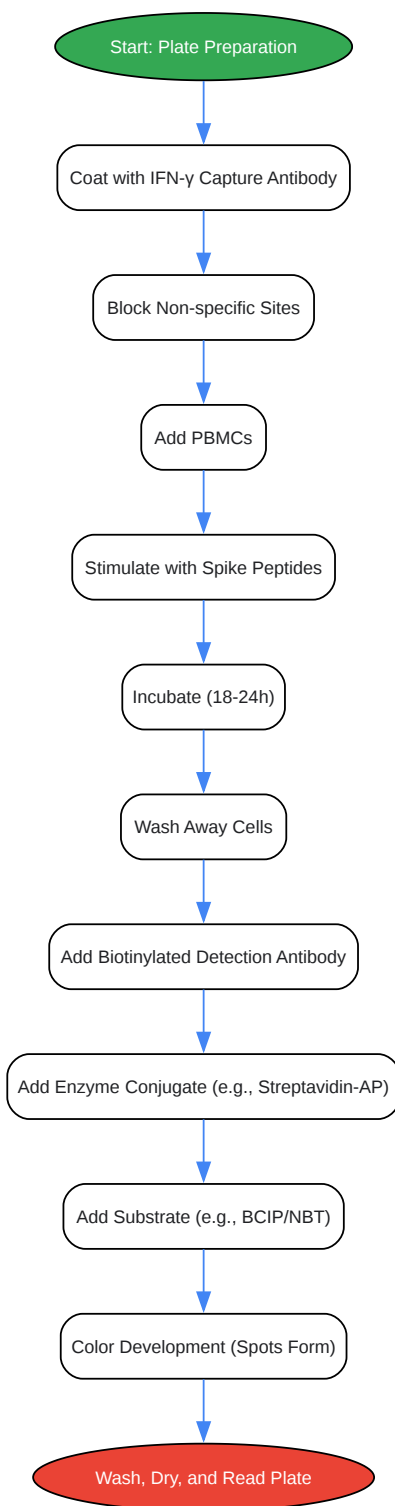 Start: Plate Preparation
Coat with IFN-γ Capture Antibody
Block Non-specific Sites
Add PBMCs
Stimulate with Spike Peptides
Incubate (18-24h)
Wash Away Cells
Add Biotinylated Detection Antibody
Add Enzyme Conjugate (e.g., Streptavidin-AP)
Add Substrate (e.g., BCIP/NBT)
Color Development (Spots Form)
Wash, Dry, and Read Plate